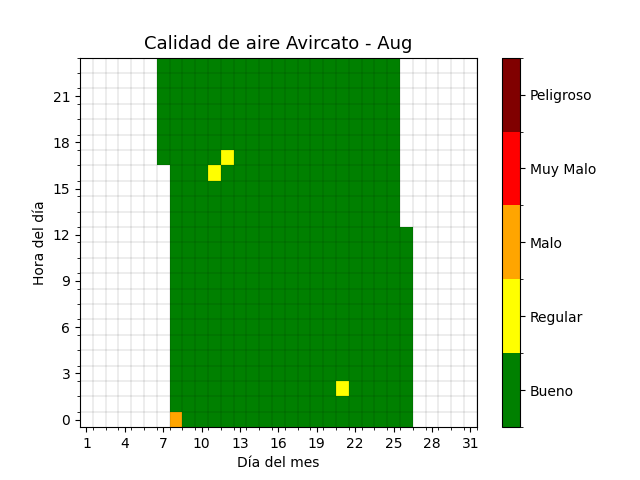 Calidad de aire Avircato - Aug
21
18
15
12
9
6
3
0
Hora del día
1 4 7 10 13 16 19 22 25 28 31
Día del mes
Peligroso
Muy Malo
Malo
Regular
Bueno